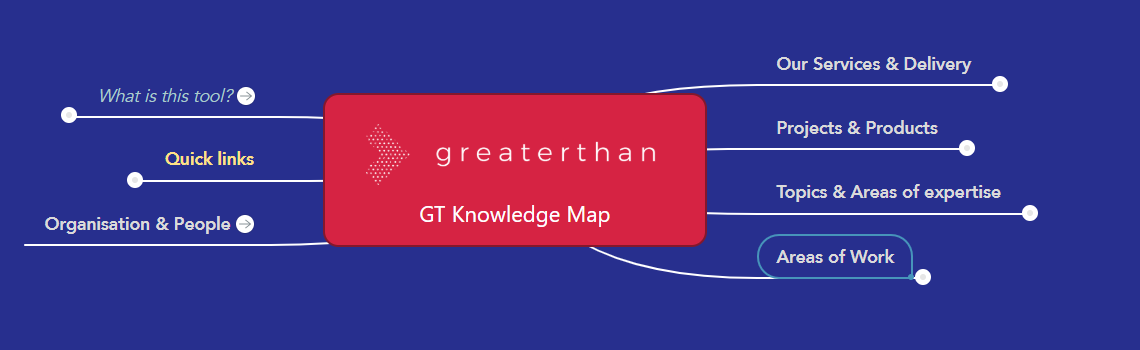 What is this tool?
Quick links
Organisation & People
greaterthan
GT Knowledge Map
Our Services & Delivery
Projects & Products
Topics & Areas of expertise
Areas of Work